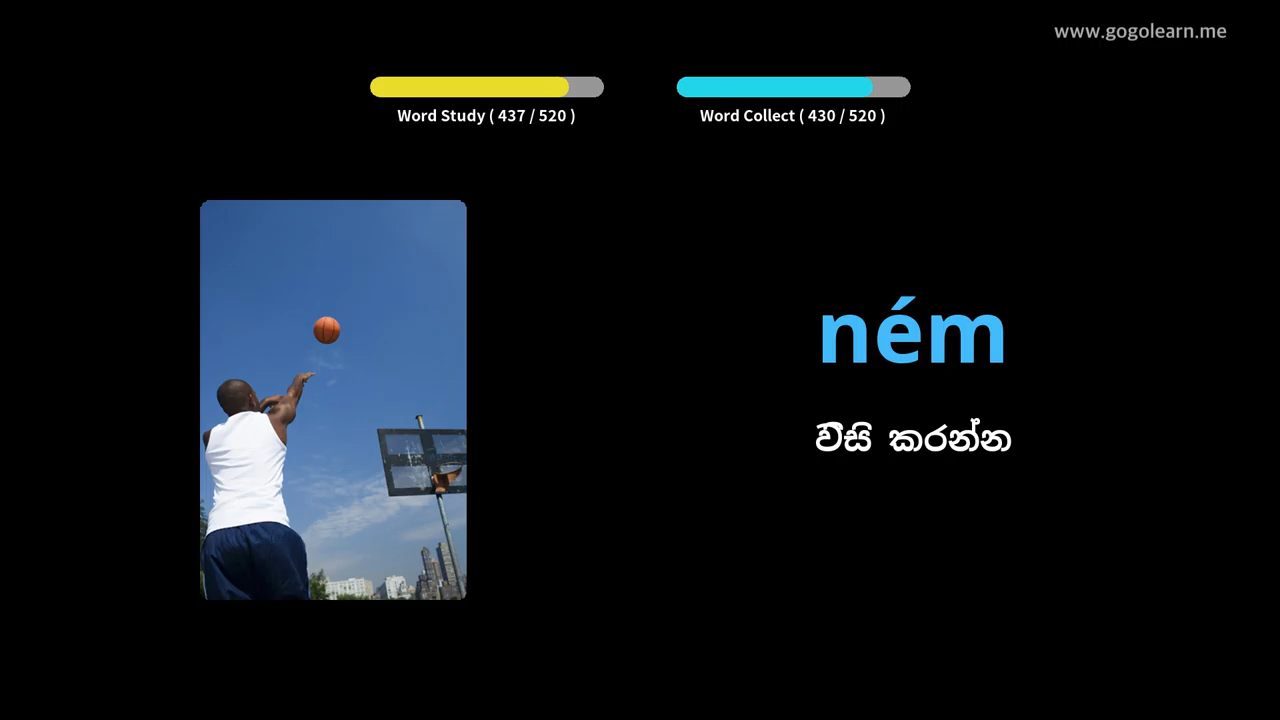 www.gogolearn.me
Word Study ( 437 / 520 )
Word Collect ( 430 / 520 )
ném
වීසි කරන්න